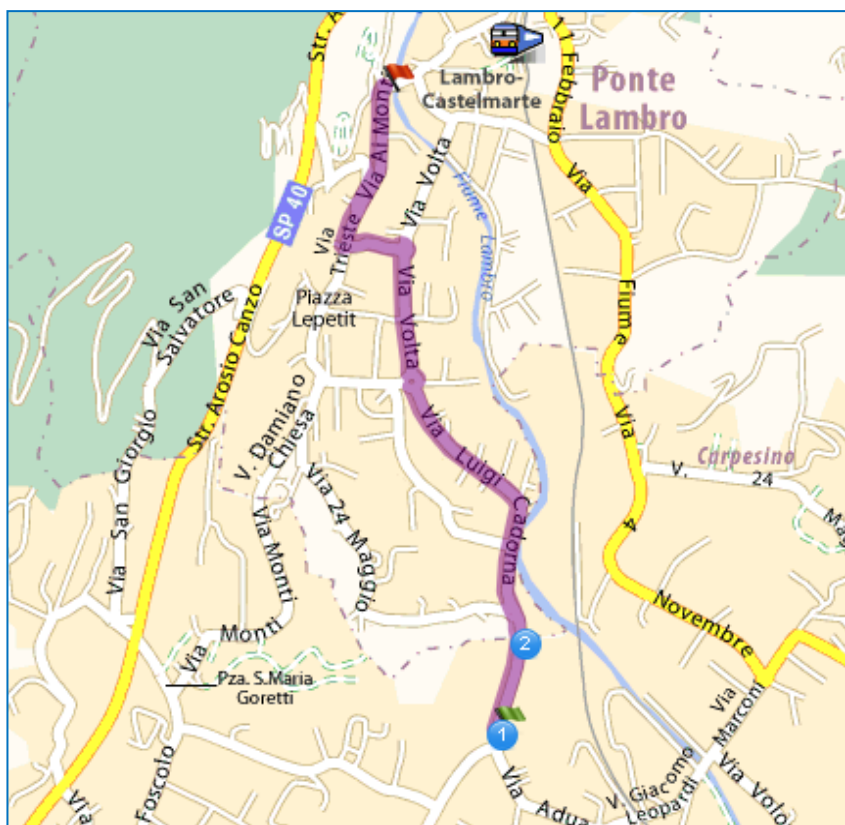 Str. A
11 Febbraio
Lambro-
Castelmarte
Ponte
Lambro
Via Ai Mont
Via Volta
Fiume Lambro
Via
SP 40
Via
Trieste
Via San
Salvatore
Piazza
Lepetit
Via
Volta
Fiume
Str. Arosio Canzo
V. Damiano
Chiesa
Via
Via Luigi
Cadorna
Carpesino
V.
24
Mag
Via San Giorgio
Via 24 Maggio
Via Monti
4
Novembre
2
Via Monti
Pza. S.Maria
Goretti
1
Via
Marconi
Foscolo
Via
Via Adua
V. Giacomo
Leopardi
Via Volo